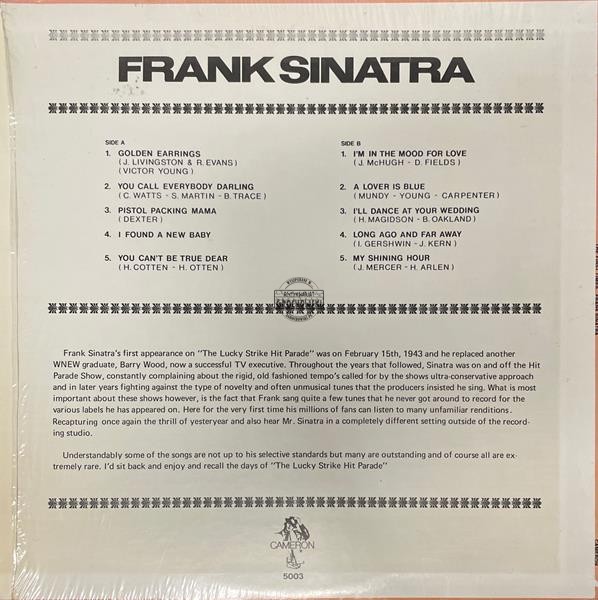 FRANK SINATRA
SIDE A
1. GOLDEN EARRINGS
(J. LIVINGSTON & R. EVANS)
(VICTOR YOUNG)
2. YOU CALL EVERYBODY DARLING
(C. WATTS - S. MARTIN - B. TRACE)
3. PISTOL PACKING MAMA
(DEXTER)
4. I FOUND A NEW BABY
5. YOU CAN'T BE TRUE DEAR
(H. COTTEN - H. OTTEN)
SIDE B
1. I'M IN THE MOOD FOR LOVE
(J. McHUGH - D. FIELDS)
2. A LOVER IS BLUE
(MUNDY - YOUNG - CARPENTER)
3. I'LL DANCE AT YOUR WEDDING
(H. MAGIDSON - B. OAKLAND)
4. LONG AGO AND FAR AWAY
(I. GERSHWIN - J. KERN)
5. MY SHINING HOUR
(J. MERCER - H. ARLEN)
Frank Sinatra's first appearance on "The Lucky Strike Hit Parade" was on February 15th, 1943 and he replaced another
WNEW graduate, Barry Wood, now a successful TV executive. Throughout the years that followed, Sinatra was on and off the Hit
Parade Show, constantly complaining about the rigid, old fashioned tempo's called for by the shows ultra-conservative approach
and in later years fighting against the type of novelty and often unmusical tunes that the producers insisted he sing. What is most
important about these shows however, is the fact that Frank sang quite a few tunes that he never got around to record for the
various labels he has appeared on. Here for the very first time his millions of fans can listen to many unfamiliar renditions.
Recapturing once again the thrill of yesteryear and also hear Mr. Sinatra in a completely different setting outside of the record-
ing studio.
Understandably some of the songs are not up to his selective standards but many are outstanding and of course all are ex-
tremely rare. I'd sit back and enjoy and recall the days of "The Lucky Strike Hit Parade"
CAMERON
5003